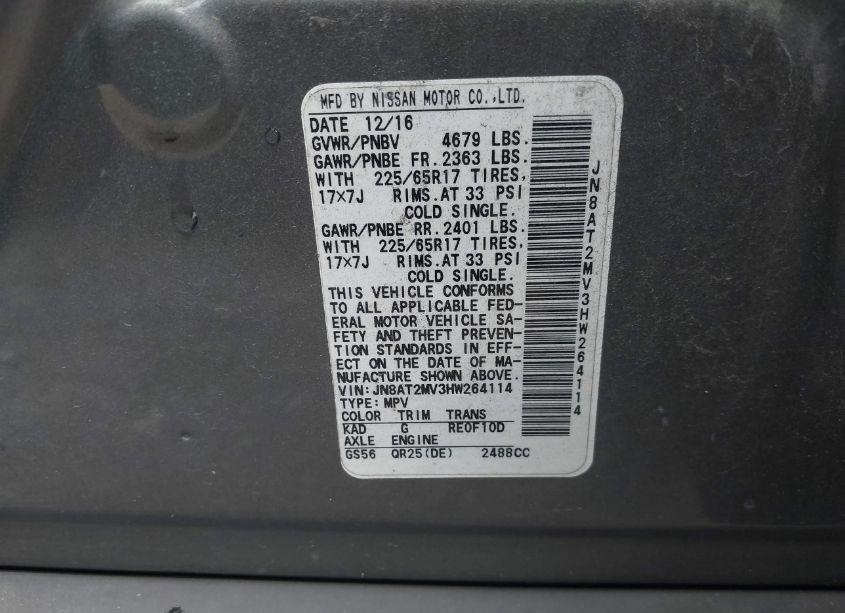 MFD BY NISSAN MOTOR CO.,LTD.
DATE 12/16
GVWR/PNBV 4679 LBS.
GAWR/PNBE FR. 2363 LBS.
WITH 225/65R17 TIRES,
17×7J RIMS.AT 33 PSI
COLD SINGLE.
GAWR/PNBE RR. 2401 LBS.
WITH 225/65R17 TIRES,
17×7J RIMS.AT 33 PSI
COLD SINGLE.
THIS VEHICLE CONFORMS
TO ALL APPLICABLE FED-
ERAL MOTOR VEHICLE SA-
FETY AND THEFT PREVEN-
TION STANDARDS IN EFF-
ECT ON THE DATE OF MA-
NUFACTURE SHOWN ABOVE.
VIN:JN8AT2MV3HW264114
TYPE:MPV
COLOR TRIM TRANS
KAD G RE0F10D
AXLE ENGINE
GS56 QR25(DE) 2488CC
JN8AT2MV3HW264114